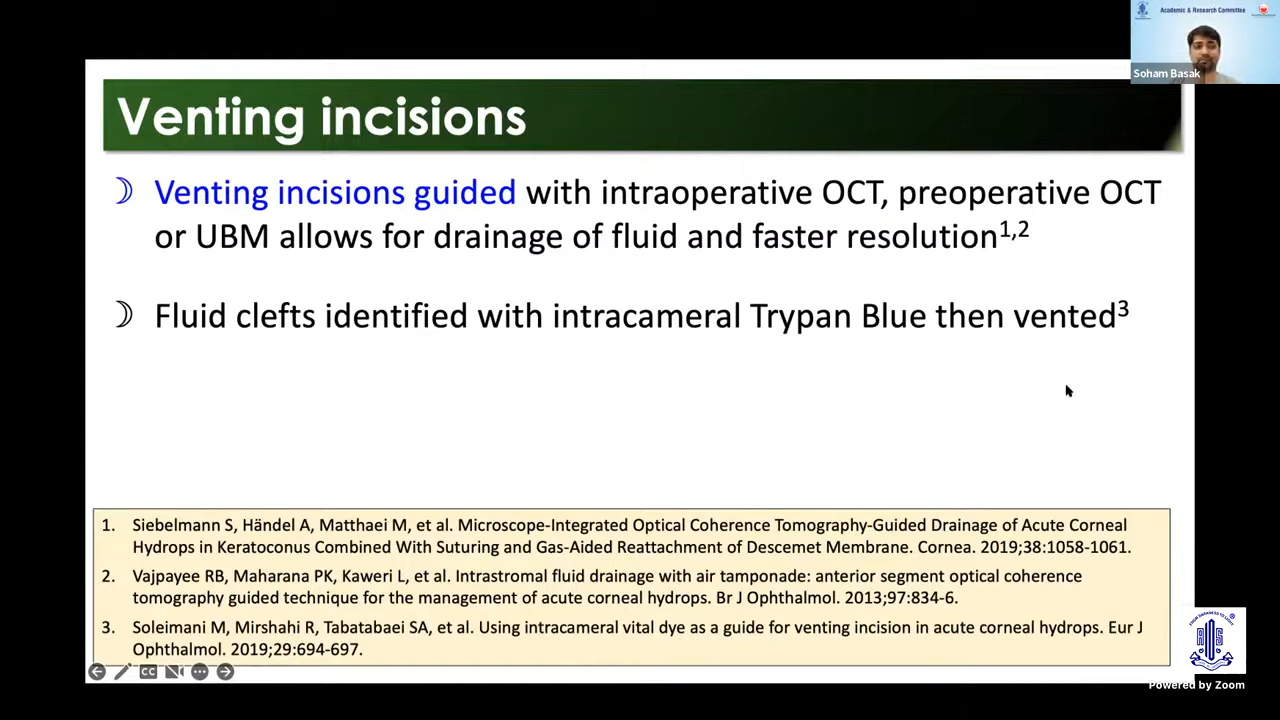 Academic & Research Committee
Soham Basak
Venting incisions
Venting incisions guided with intraoperative OCT, preoperative OCT
or UBM allows for drainage of fluid and faster resolution1,2
Fluid clefts identified with intracameral Trypan Blue then vented3
1. Siebelmann S, Händel A, Matthaei M, et al. Microscope-Integrated Optical Coherence Tomography-Guided Drainage of Acute Corneal
Hydrops in Keratoconus Combined With Suturing and Gas-Aided Reattachment of Descemet Membrane. Cornea. 2019;38:1058-1061.
2. Vajpayee RB, Maharana PK, Kaweri L, et al. Intrastromal fluid drainage with air tamponade: anterior segment optical coherence
tomography guided technique for the management of acute corneal hydrops. Br J Ophthalmol. 2013;97:834-6.
3. Soleimani M, Mirshahi R, Tabatabaei SA, et al. Using intracameral vital dye as a guide for venting incision in acute corneal hydrops. Eur J
Ophthalmol. 2019;29:694-697.
CC
Powered by Zoom